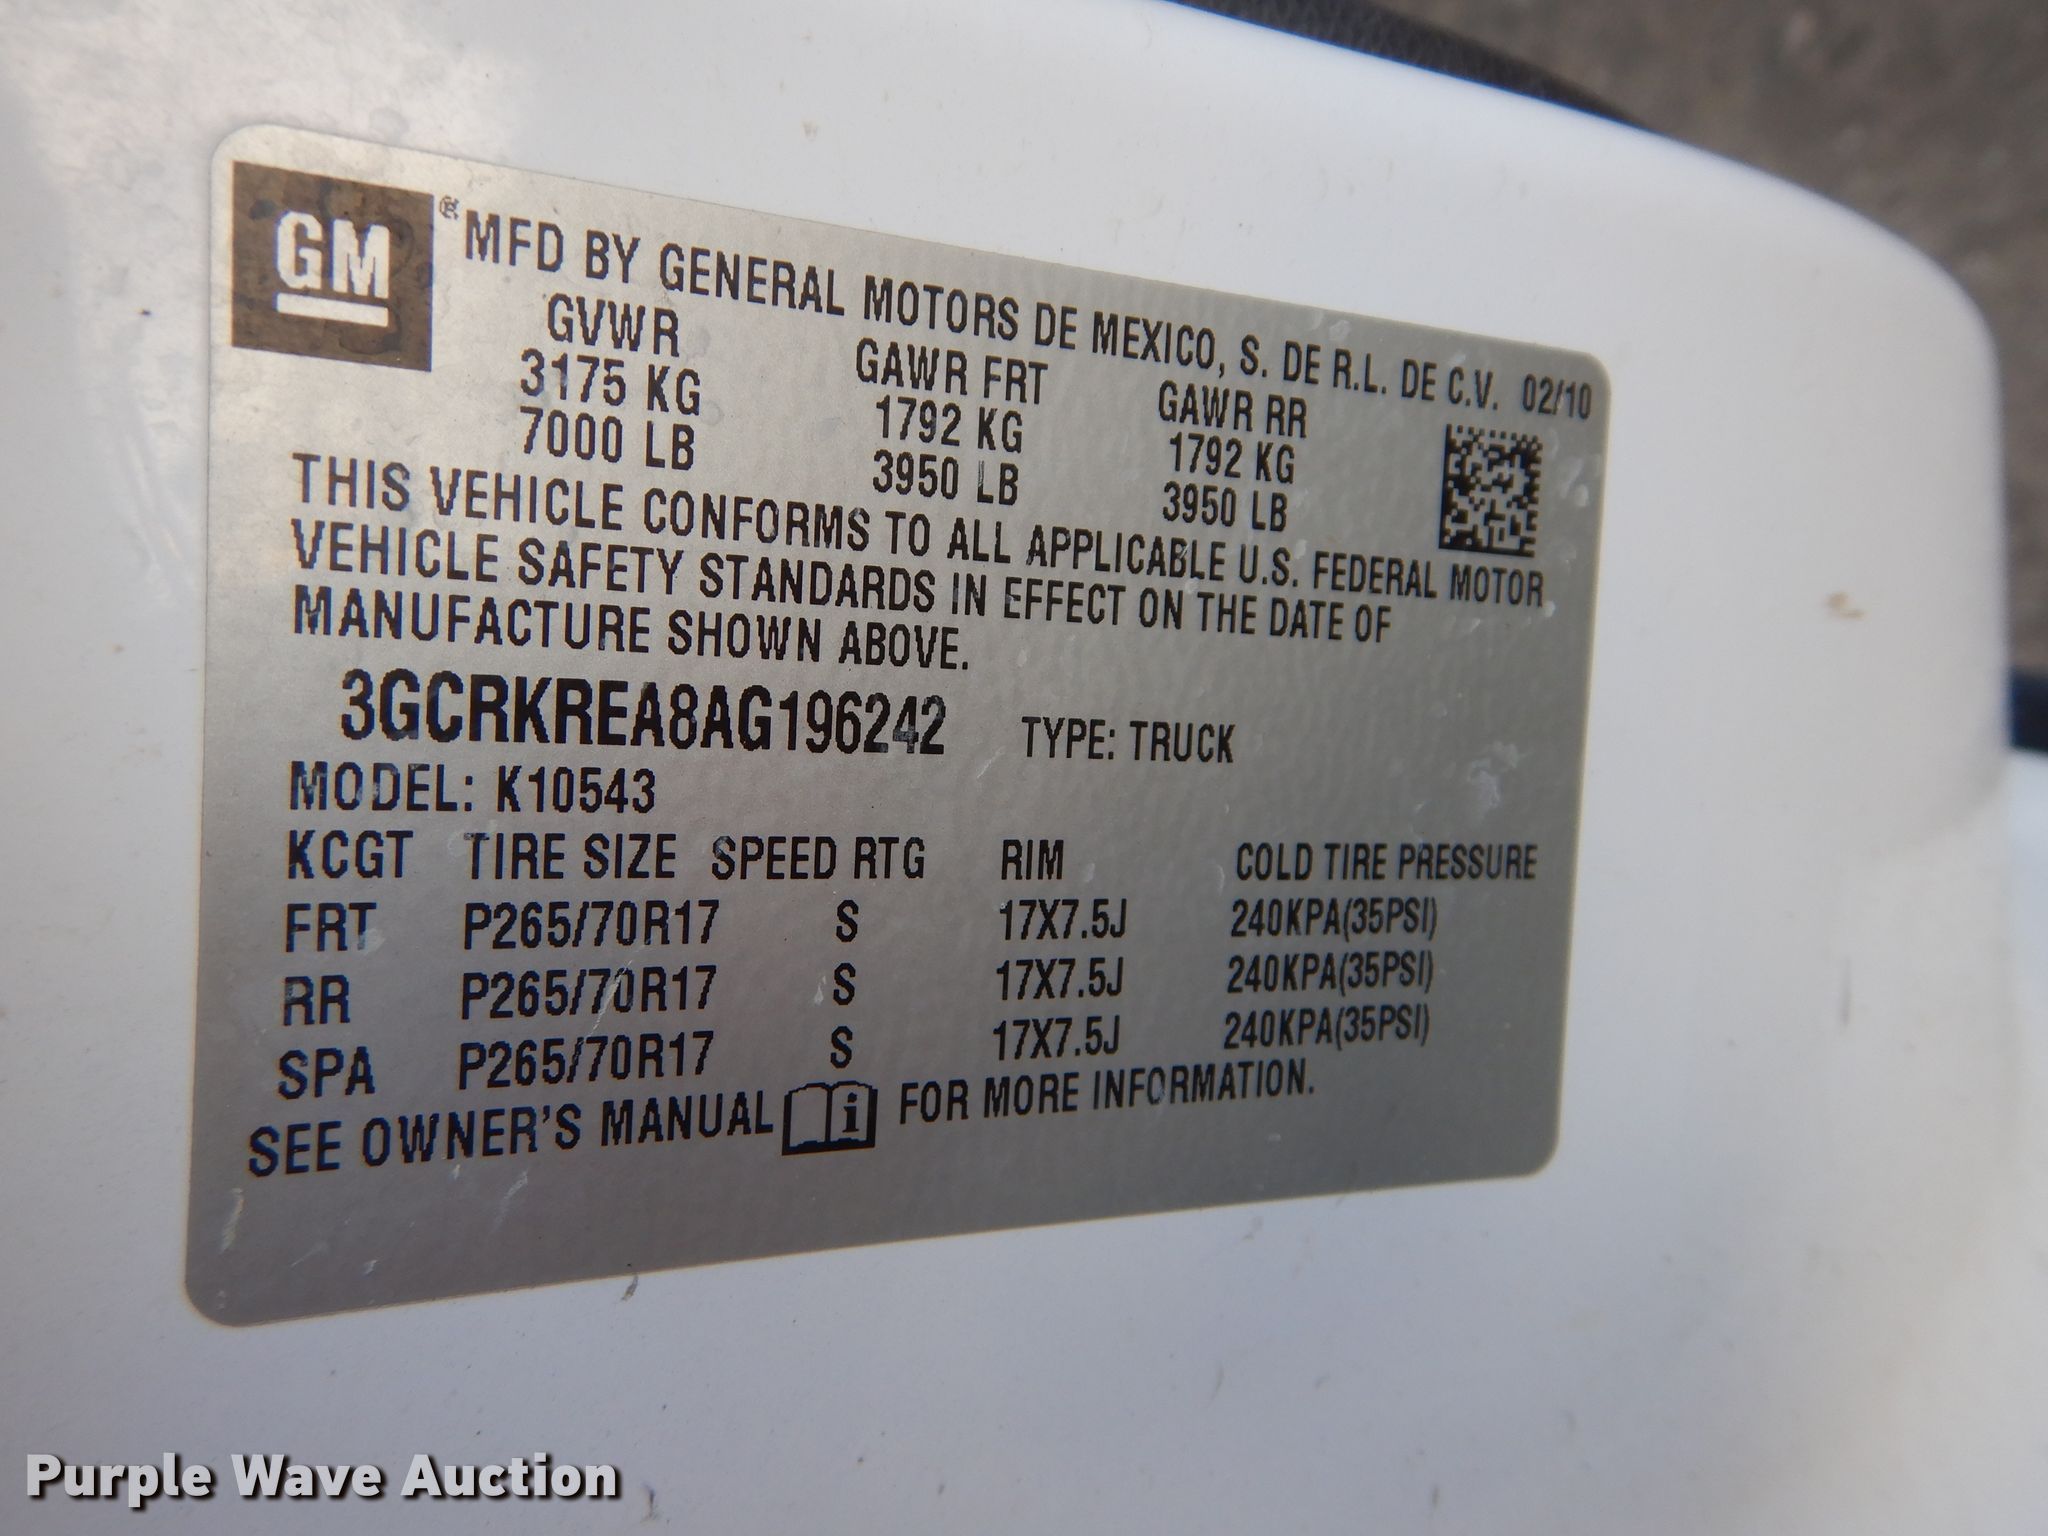 GM® MFD BY GENERAL MOTORS DE MEXICO, S. DE R.L. DE C.V. 02/10
GVWR GAWR FRT GAWR RR
3175 KG 1792 KG 1792 KG
7000 LB 3950 LB 3950 LB
THIS VEHICLE CONFORMS TO ALL APPLICABLE U.S. FEDERAL MOTOR
VEHICLE SAFETY STANDARDS IN EFFECT ON THE DATE OF
MANUFACTURE SHOWN ABOVE.
3GCRKREA8AG196242 TYPE: TRUCK
MODEL: K10543
KCGT TIRE SIZE SPEED RTG RIM COLD TIRE PRESSURE
FRT P265/70R17 S 17X7.5J 240KPA(35PSI)
RR P265/70R17 S 17X7.5J 240KPA(35PSI)
SPA P265/70R17 S 17X7.5J 240KPA(35PSI)
SEE OWNER'S MANUAL i FOR MORE INFORMATION.
Purple Wave Auction